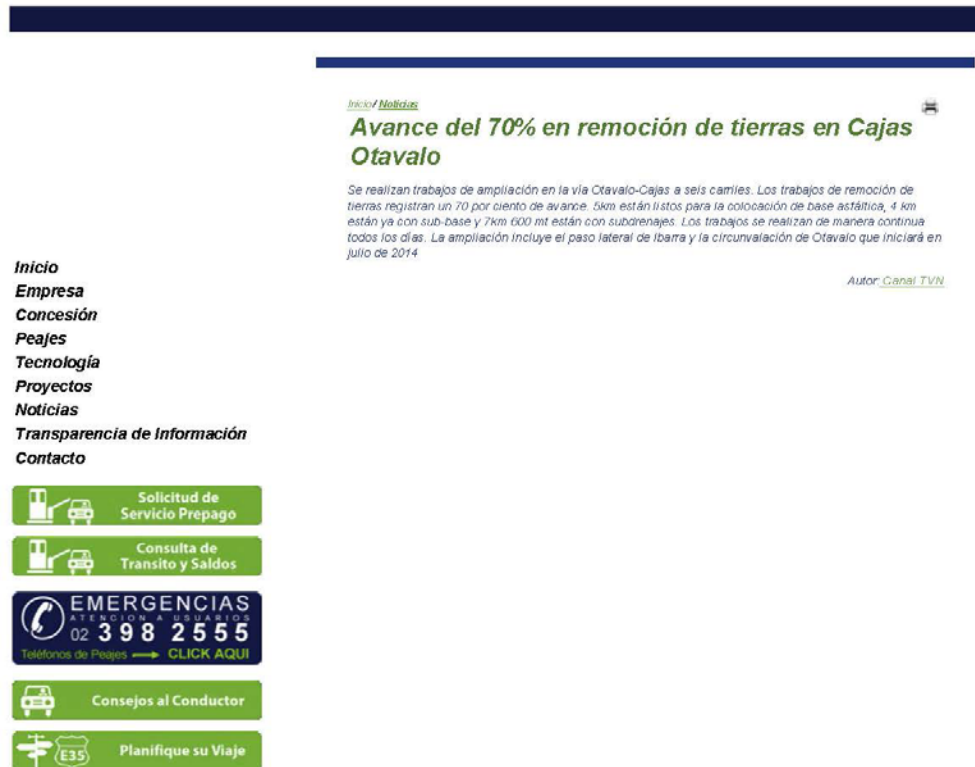 Inicio/ Noticias
Avance del 70% en remoción de tierras en Cajas
Otavalo
Se realizan trabajos de ampliación en la vía Otavalo-Cajas a seis carriles. Los trabajos de remoción de
tierras registran un 70 por ciento de avance. 5km están listos para la colocación de base asfáltica, 4 km
están ya con sub-base y 7km 600 mt están con subdrenajes. Los trabajos se realizan de manera continua
todos los días. La ampliación incluye el paso lateral de Ibarra y la circunvalación de Otavalo que iniciará en
julio de 2014
Autor: Canal TVN
Inicio
Empresa
Concesión
Peajes
Tecnología
Proyectos
Noticias
Transparencia de Información
Contacto
Solicitud de
Servicio Prepago
Consulta de
Transito y Saldos
EMERGENCIAS
ATENCION A USUARIOS
02 398 2555
Teléfonos de Peajes CLICK AQUI
Consejos al Conductor
E35 Planifique su Viaje